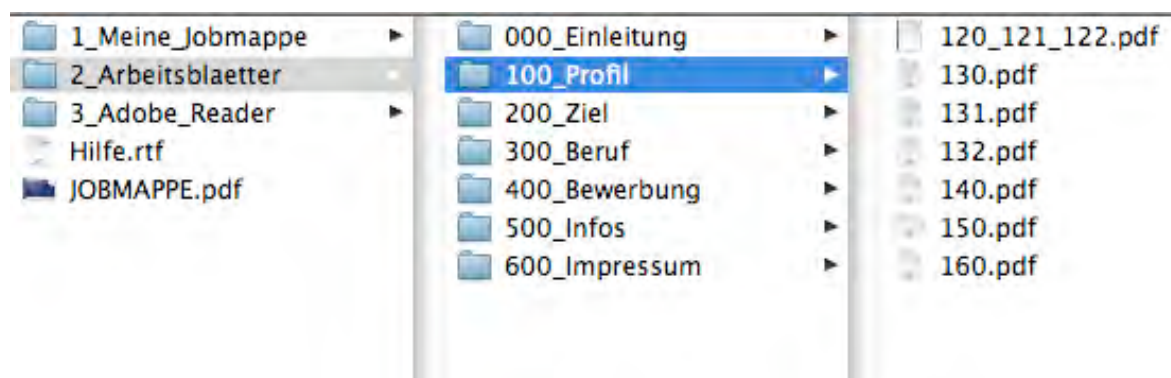 1_Meine_Jobmappe
2_Arbeitsblaetter
3_Adobe_Reader
Hilfe.rtf
JOBMAPPE.pdf
000_Einleitung
100_Profil
200_Ziel
300_Beruf
400_Bewerbung
500_Infos
600_Impressum
120_121_122.pdf
130.pdf
131.pdf
132.pdf
140.pdf
150.pdf
160.pdf